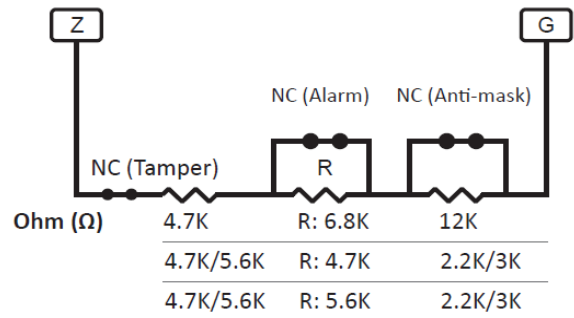 Z G
NC (Alarm) NC (Anti-mask)
NC (Tamper) R
Ohm (Ω) 4.7K R: 6.8K 12K
4.7K/5.6K R: 4.7K 2.2K/3K
4.7K/5.6K R: 5.6K 2.2K/3K